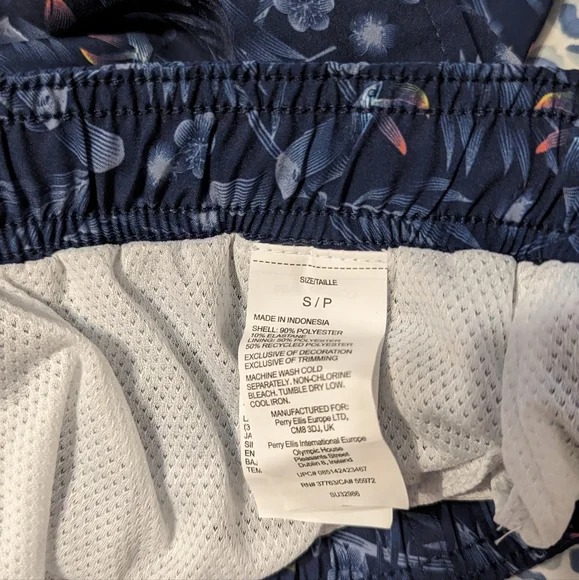 SIZE/TAILLE
S / P
MADE IN INDONESIA
SHELL: 90% POLYESTER
10% ELASTANE
LINING: 50% POLYESTER
50% RECYCLED POLYESTER
EXCLUSIVE OF DECORATION
EXCLUSIVE OF TRIMMING
MACHINE WASH COLD
SEPARATELY. NON-CHLORINE
BLEACH. TUMBLE DRY LOW.
COOL IRON.
MANUFACTURED FOR:
Perry Ellis Europe LTD,
CM8 3DJ, UK
Perry Ellis International Europe
Olympic House
Pleasants Street
Dublin 8, Ireland
UPC# 085142423467
RN# 37763/CA# 55972
SU32986